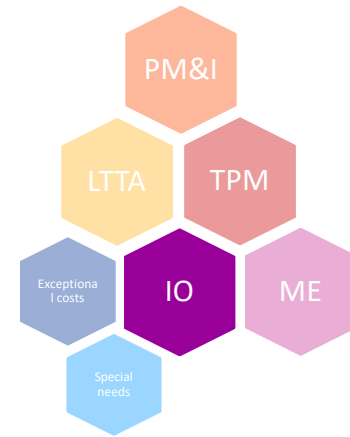 PM&I
LTTA
TPM
Exceptiona
l costs
IO
ME
Special
needs